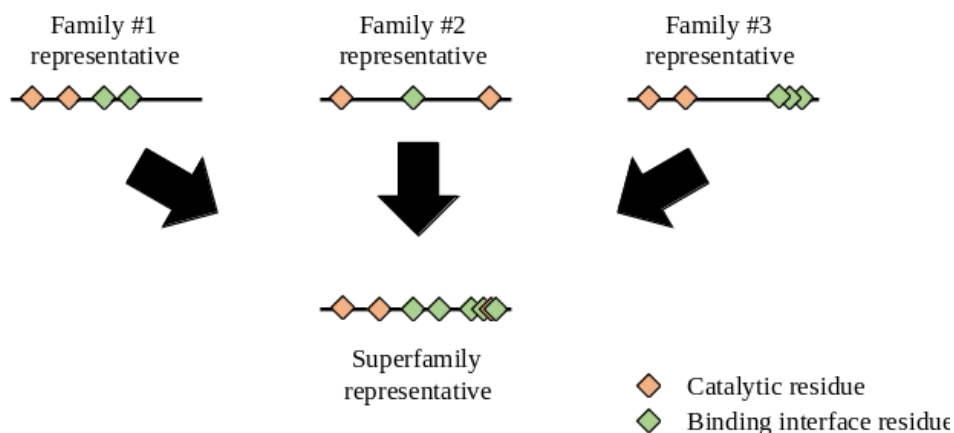 Family #1
representative
Family #2
representative
Family #3
representative
Superfamily
representative
Catalytic residue
Binding interface residue